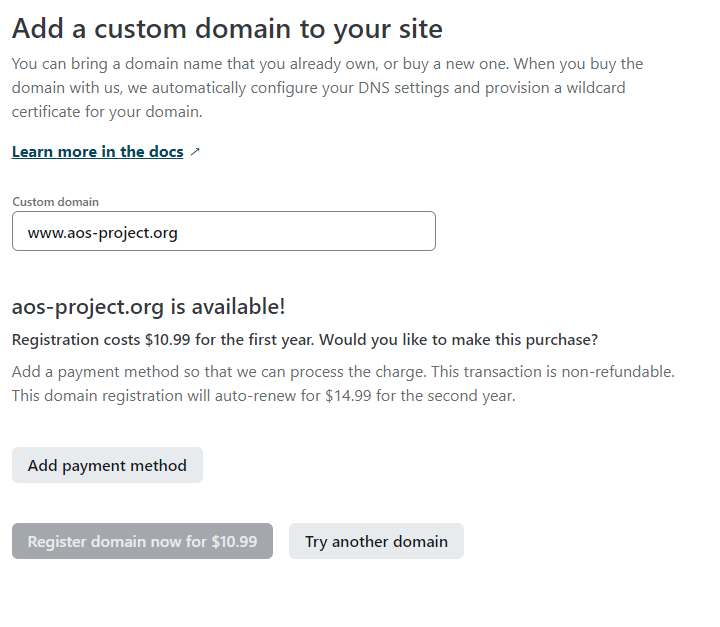 Add a custom domain to your site
You can bring a domain name that you already own, or buy a new one. When you buy the
domain with us, we automatically configure your DNS settings and provision a wildcard
certificate for your domain.
Learn more in the docs ↗
Custom domain
www.aos-project.org
aos-project.org is available!
Registration costs $10.99 for the first year. Would you like to make this purchase?
Add a payment method so that we can process the charge. This transaction is non-refundable.
This domain registration will auto-renew for $14.99 for the second year.
Add payment method
Register domain now for $10.99 Try another domain